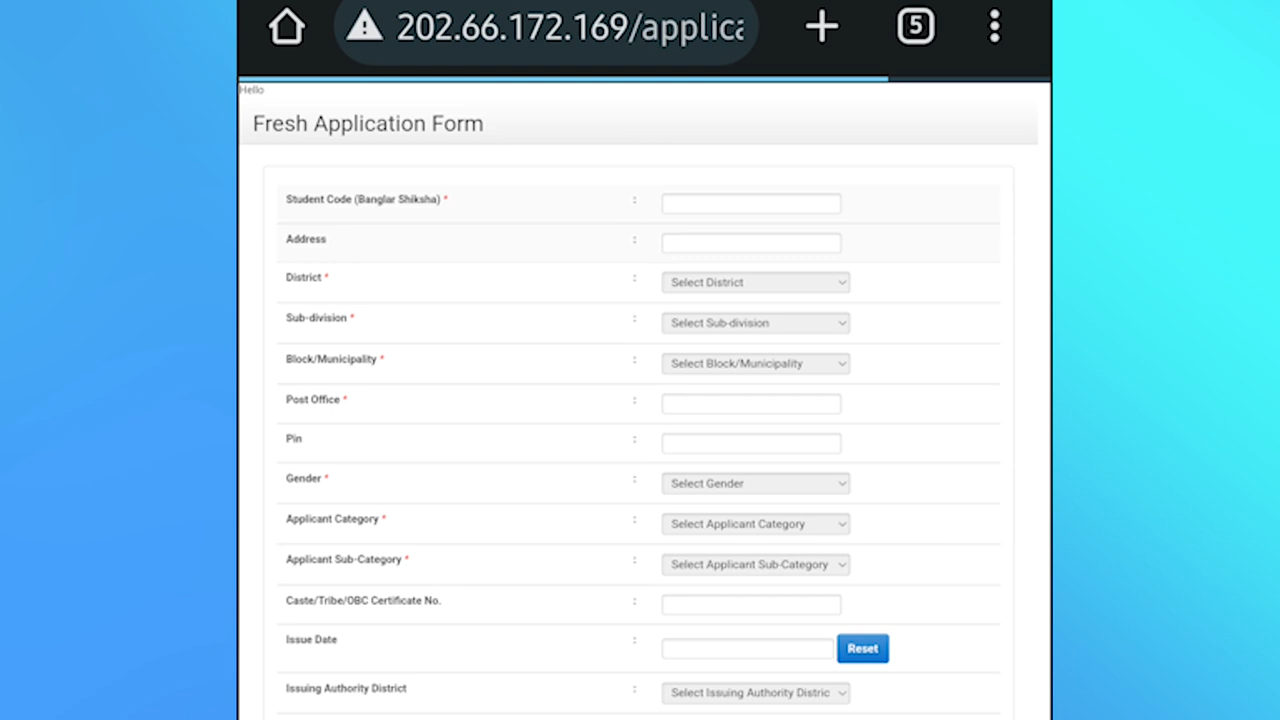 202.66.172.169/applica
5
Hello
Fresh Application Form
Student Code (Banglar Shiksha) * :
Address :
District * : Select District
Sub-division * : Select Sub-division
Block/Municipality * : Select Block/Municipality
Post Office * :
Pin :
Gender * : Select Gender
Applicant Category * : Select Applicant Category
Applicant Sub-Category * : Select Applicant Sub-Category
Caste/Tribe/OBC Certificate No. :
Issue Date : Reset
Issuing Authority District : Select Issuing Authority Distric